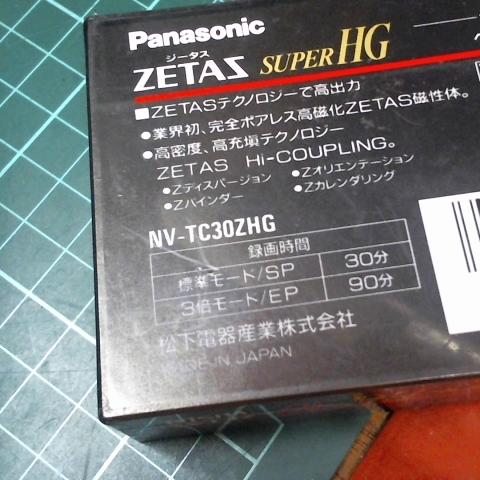 Panasonic
ジータス
ZETAS SUPER HG
■ZETASテクノロジーで高出力
●業界初、完全ポアレス高磁化ZETAS磁性体。
●高密度、高充塡テクノロジー
ZETAS Hi-COUPLING。
●Zディスパージョン ●Zオリエンテーション
●Zバインダー ●Zカレンダリング
NV-TC30ZHG
録画時間
標準モード/SP 30分
3倍モード/EP 90分
松下電器産業株式会社
IN JAPAN